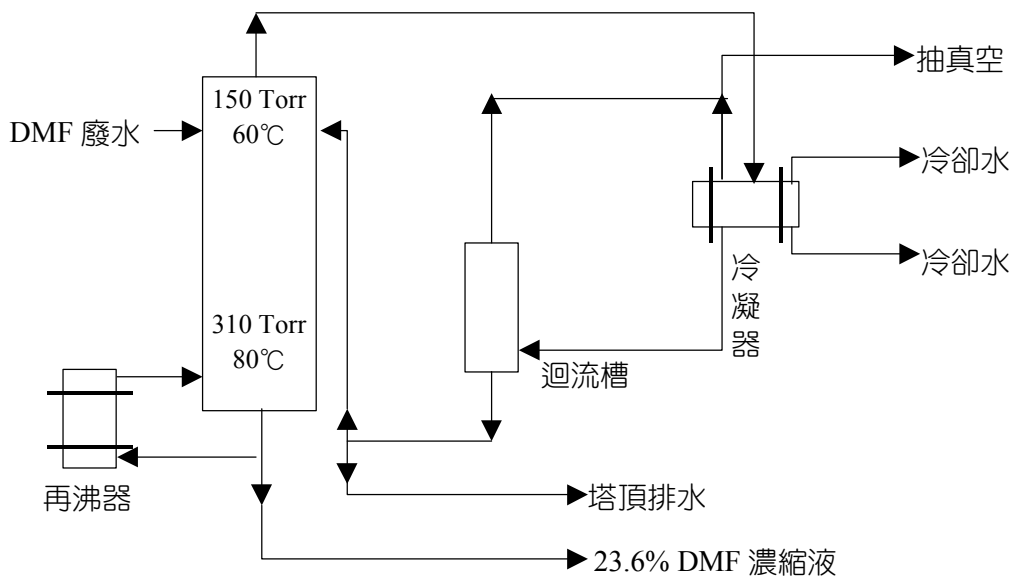 抽真空
150 Torr
60℃
DMF 廢水
冷卻水
冷卻水
冷
凝
器
310 Torr
80℃
迴流槽
再沸器
塔頂排水
23.6% DMF 濃縮液